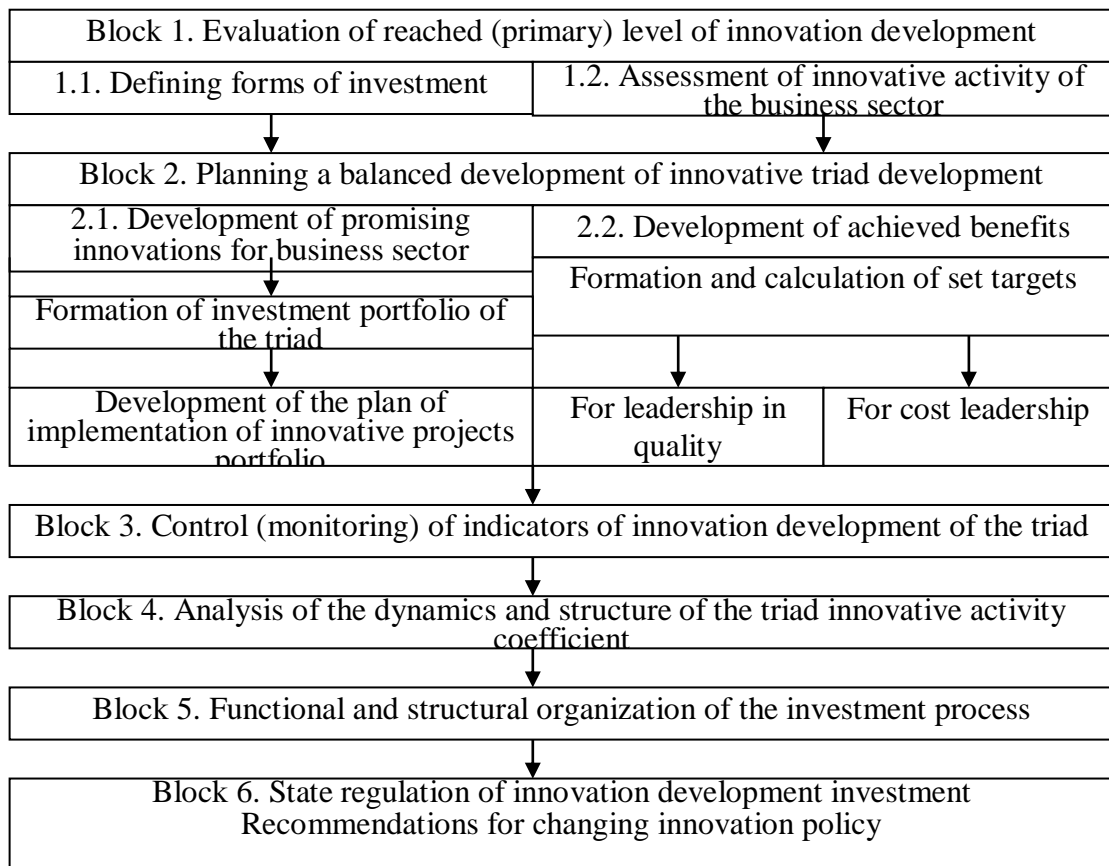 Block 1. Evaluation of reached (primary) level of innovation development
1.1. Defining forms of investment
1.2. Assessment of innovative activity of
the business sector
Block 2. Planning a balanced development of innovative triad development
2.1. Development of promising
innovations for business sector
2.2. Development of achieved benefits
Formation and calculation of set targets
Formation of investment portfolio of
the triad
Development of the plan of
implementation of innovative projects
portfolio
For leadership in
quality
For cost leadership
Block 3. Control (monitoring) of indicators of innovation development of the triad
Block 4. Analysis of the dynamics and structure of the triad innovative activity
coefficient
Block 5. Functional and structural organization of the investment process
Block 6. State regulation of innovation development investment
Recommendations for changing innovation policy